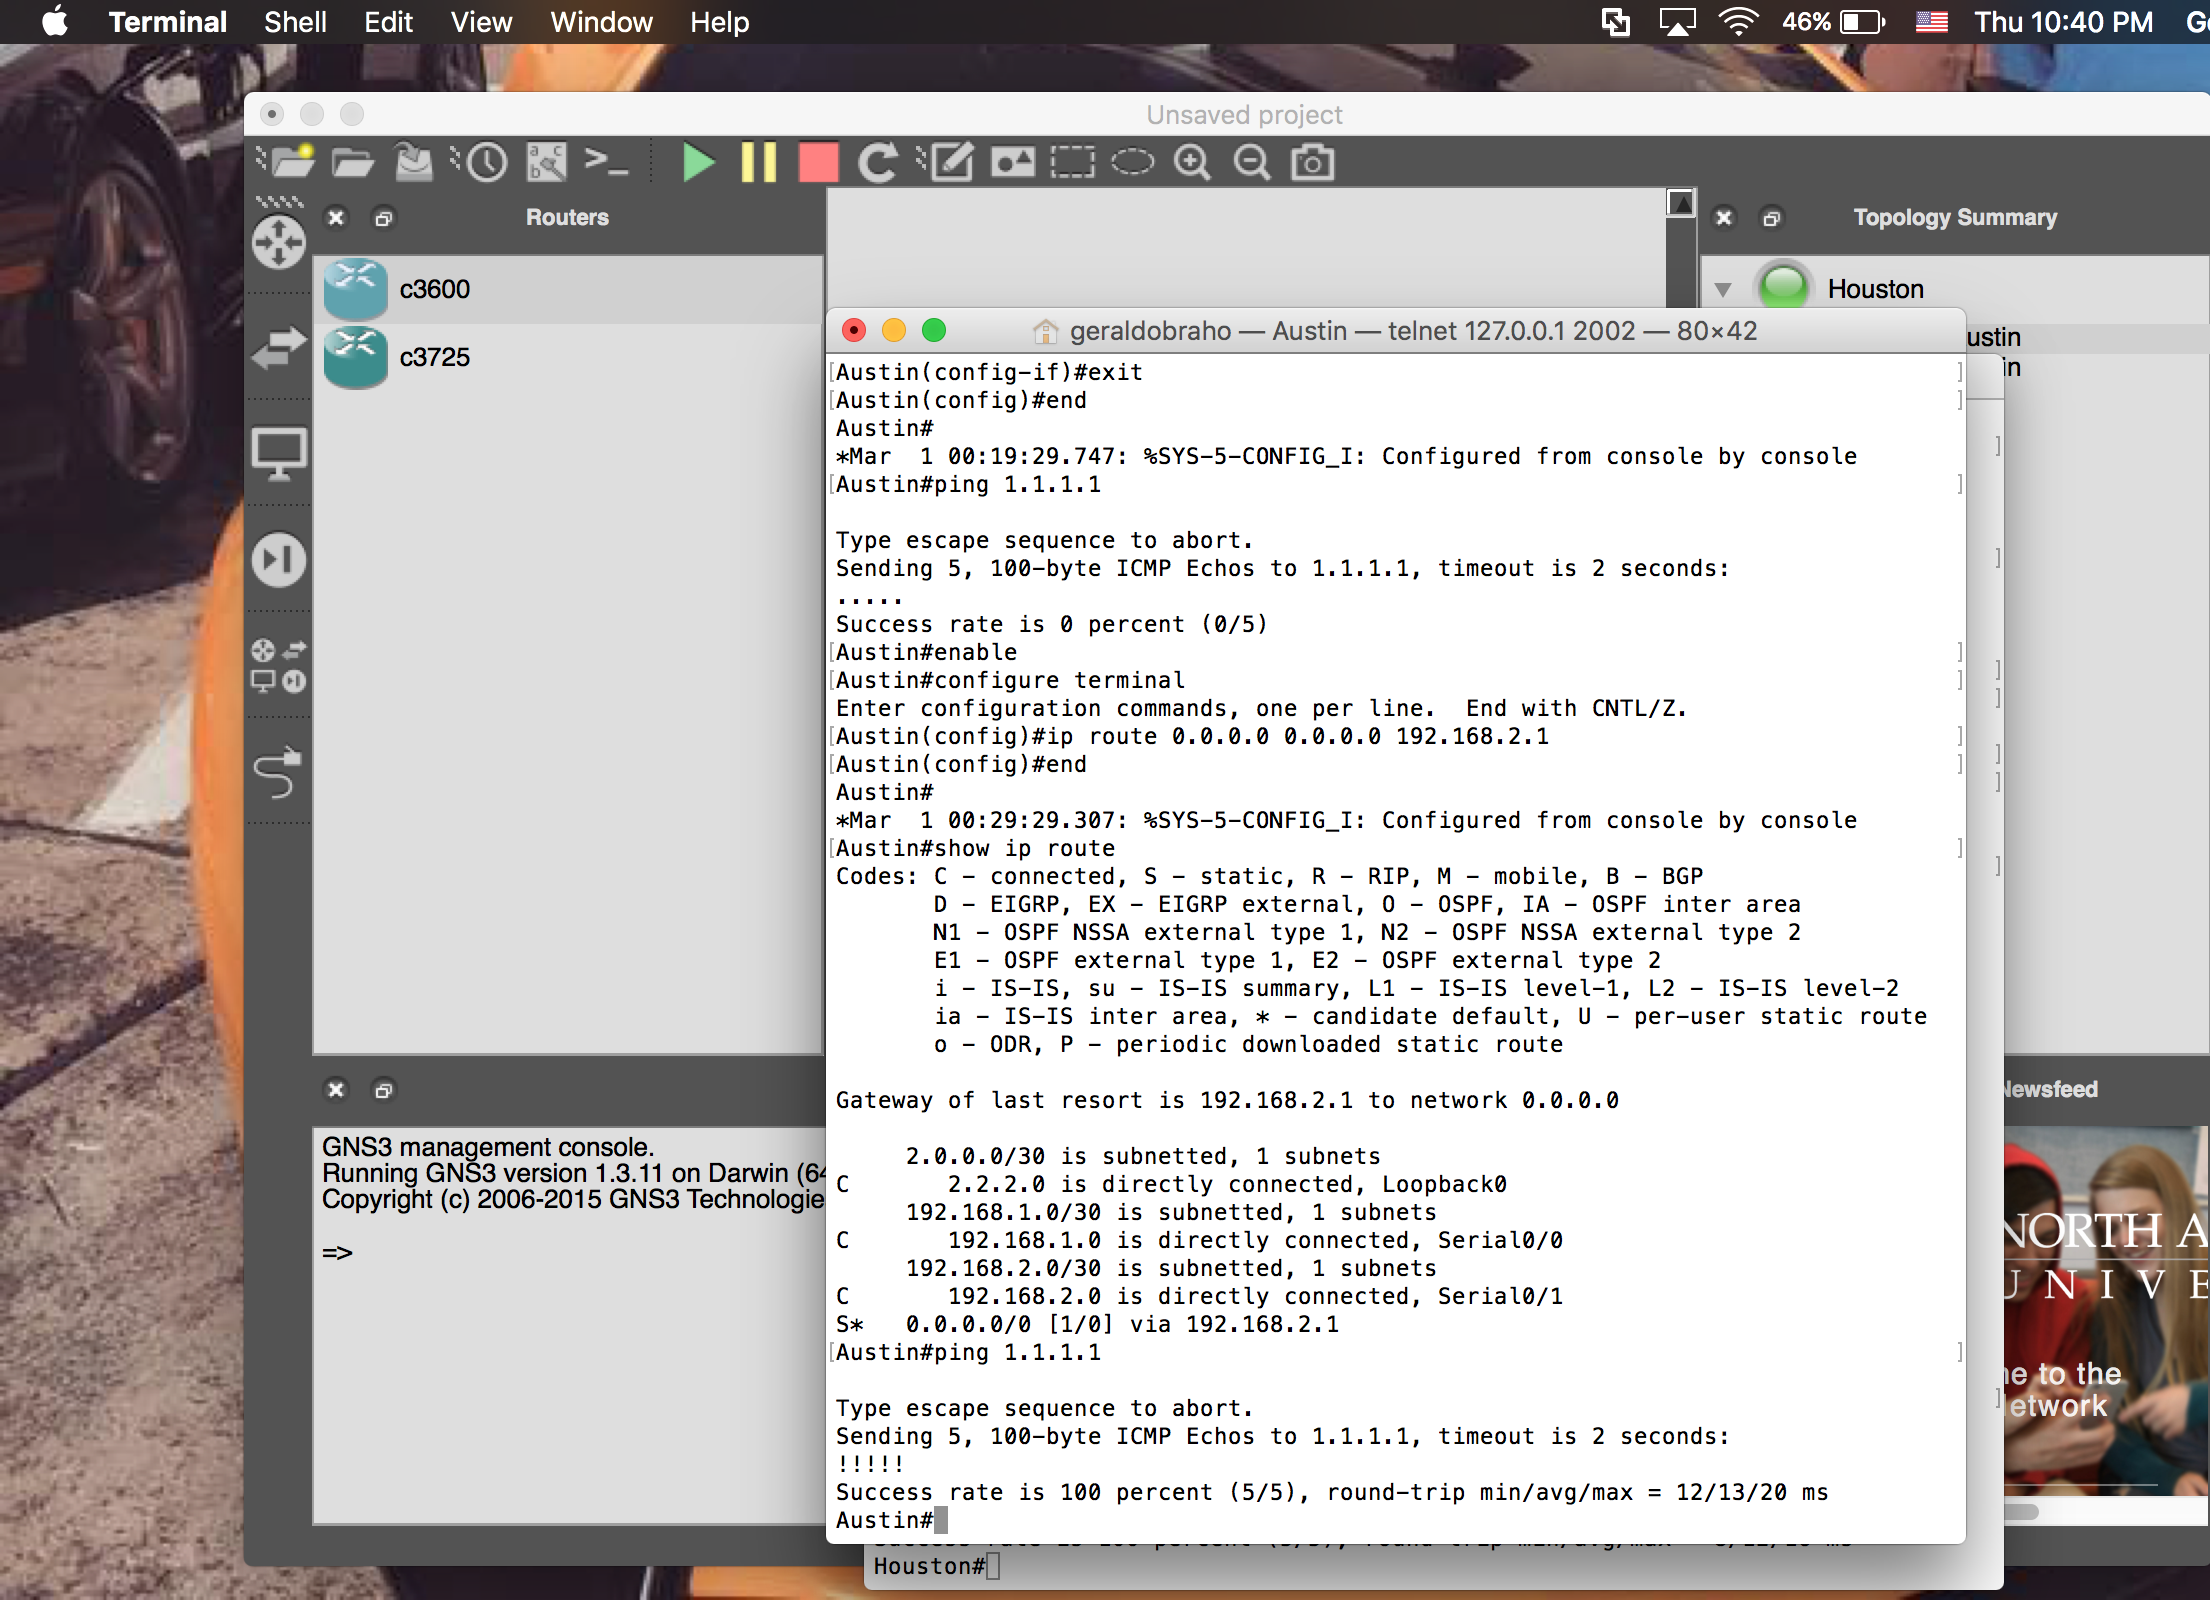 Terminal Shell Edit View Window Help 46% Thu 10:40 PM
Unsaved project
Routers
Topology Summary
c3600
c3725
Houston
ustin
in
geraldobraho — Austin — telnet 127.0.0.1 2002 — 80×42
[Austin(config-if)#exit ]
[Austin(config)#end ]
Austin#
*Mar  1 00:19:29.747: %SYS-5-CONFIG_I: Configured from console by console
[Austin#ping 1.1.1.1 ]
Type escape sequence to abort.
Sending 5, 100-byte ICMP Echos to 1.1.1.1, timeout is 2 seconds:
.....
Success rate is 0 percent (0/5)
[Austin#enable ]
[Austin#configure terminal ]
Enter configuration commands, one per line.  End with CNTL/Z.
[Austin(config)#ip route 0.0.0.0 0.0.0.0 192.168.2.1 ]
[Austin(config)#end ]
Austin#
*Mar  1 00:29:29.307: %SYS-5-CONFIG_I: Configured from console by console
[Austin#show ip route ]
Codes: C - connected, S - static, R - RIP, M - mobile, B - BGP
D - EIGRP, EX - EIGRP external, O - OSPF, IA - OSPF inter area
N1 - OSPF NSSA external type 1, N2 - OSPF NSSA external type 2
E1 - OSPF external type 1, E2 - OSPF external type 2
i - IS-IS, su - IS-IS summary, L1 - IS-IS level-1, L2 - IS-IS level-2
ia - IS-IS inter area, * - candidate default, U - per-user static route
o - ODR, P - periodic downloaded static route
Gateway of last resort is 192.168.2.1 to network 0.0.0.0
2.0.0.0/30 is subnetted, 1 subnets
C       2.2.2.0 is directly connected, Loopback0
192.168.1.0/30 is subnetted, 1 subnets
C       192.168.1.0 is directly connected, Serial0/0
192.168.2.0/30 is subnetted, 1 subnets
C       192.168.2.0 is directly connected, Serial0/1
S*   0.0.0.0/0 [1/0] via 192.168.2.1
[Austin#ping 1.1.1.1 ]
Type escape sequence to abort.
Sending 5, 100-byte ICMP Echos to 1.1.1.1, timeout is 2 seconds:
!!!!!
Success rate is 100 percent (5/5), round-trip min/avg/max = 12/13/20 ms
Austin#
Houston#
GNS3 management console.
Running GNS3 version 1.3.11 on Darwin (64
Copyright (c) 2006-2015 GNS3 Technologie
=>
Newsfeed
NORTH A
UNIVE
ne to the
etwork